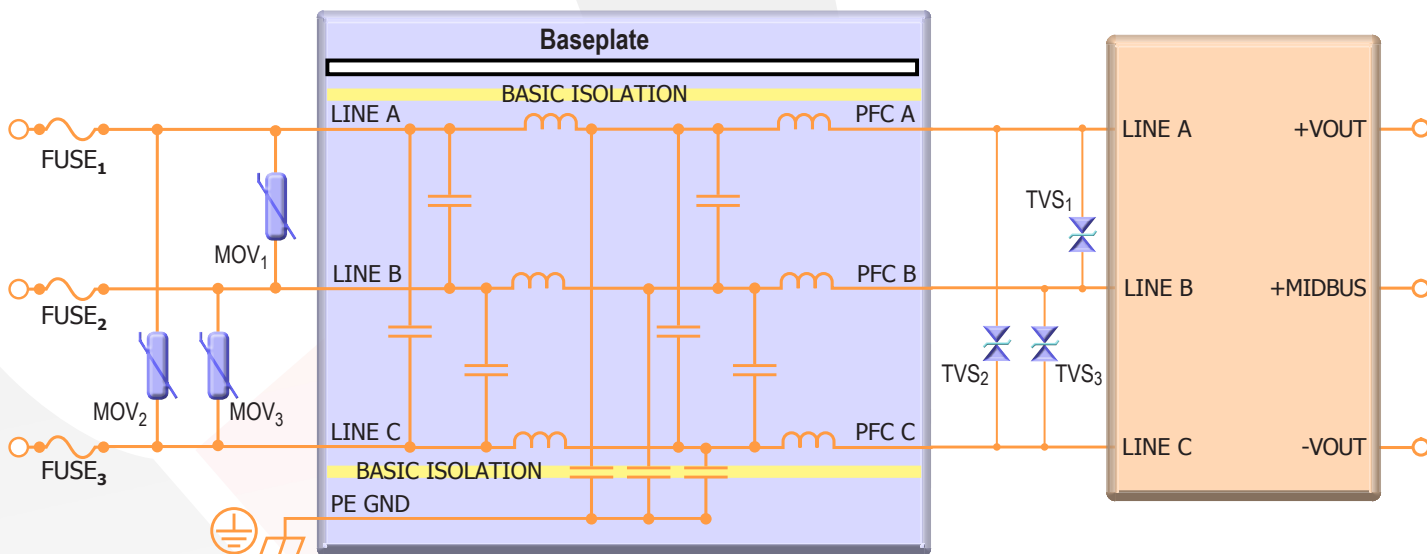 Baseplate
BASIC ISOLATION
LINE A
PFC A
LINE A
+VOUT
FUSE1
TVS1
MOV1
LINE B
PFC B
LINE B
+MIDBUS
FUSE2
TVS2
TVS3
MOV2
MOV3
LINE C
PFC C
LINE C
-VOUT
FUSE3
BASIC ISOLATION
PE GND